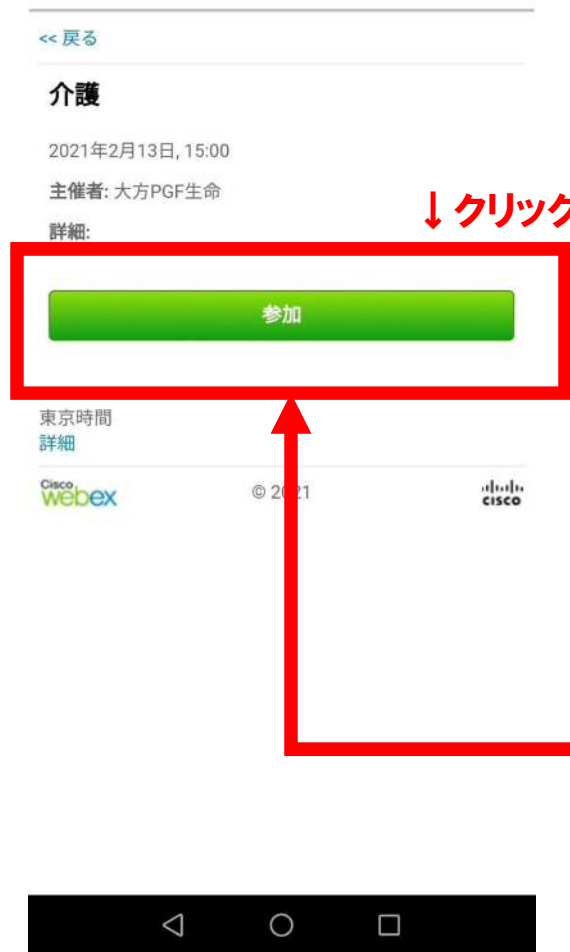 << 戻る
介護
2021年2月13日, 15:00
主催者: 大方PGF生命
↓クリック
詳細:
参加
東京時間
詳細
Cisco webex
© 2021
cisco